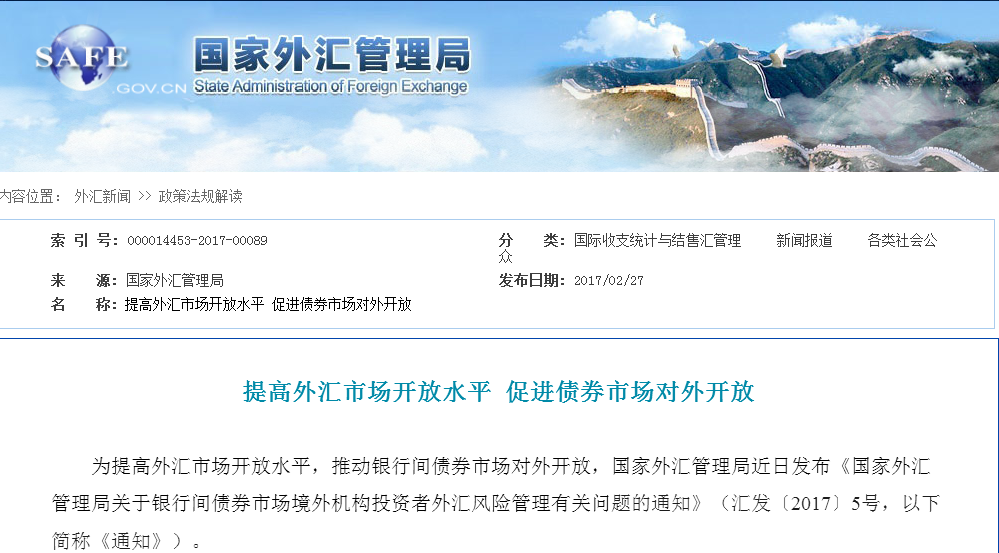 SAFE
GOV.CN
国家外汇管理局
State Administration of Foreign Exchange
内容位置： 外汇新闻 >> 政策法规解读
索 引 号：000014453-2017-00089
分 类：国际收支统计与结售汇管理 新闻报道 各类社会公
众
来 源：国家外汇管理局
发布日期：2017/02/27
名 称：提高外汇市场开放水平 促进债券市场对外开放
提高外汇市场开放水平 促进债券市场对外开放
为提高外汇市场开放水平，推动银行间债券市场对外开放，国家外汇管理局近日发布《国家外汇
管理局关于银行间债券市场境外机构投资者外汇风险管理有关问题的通知》（汇发〔2017〕5号，以下
简称《通知》）。